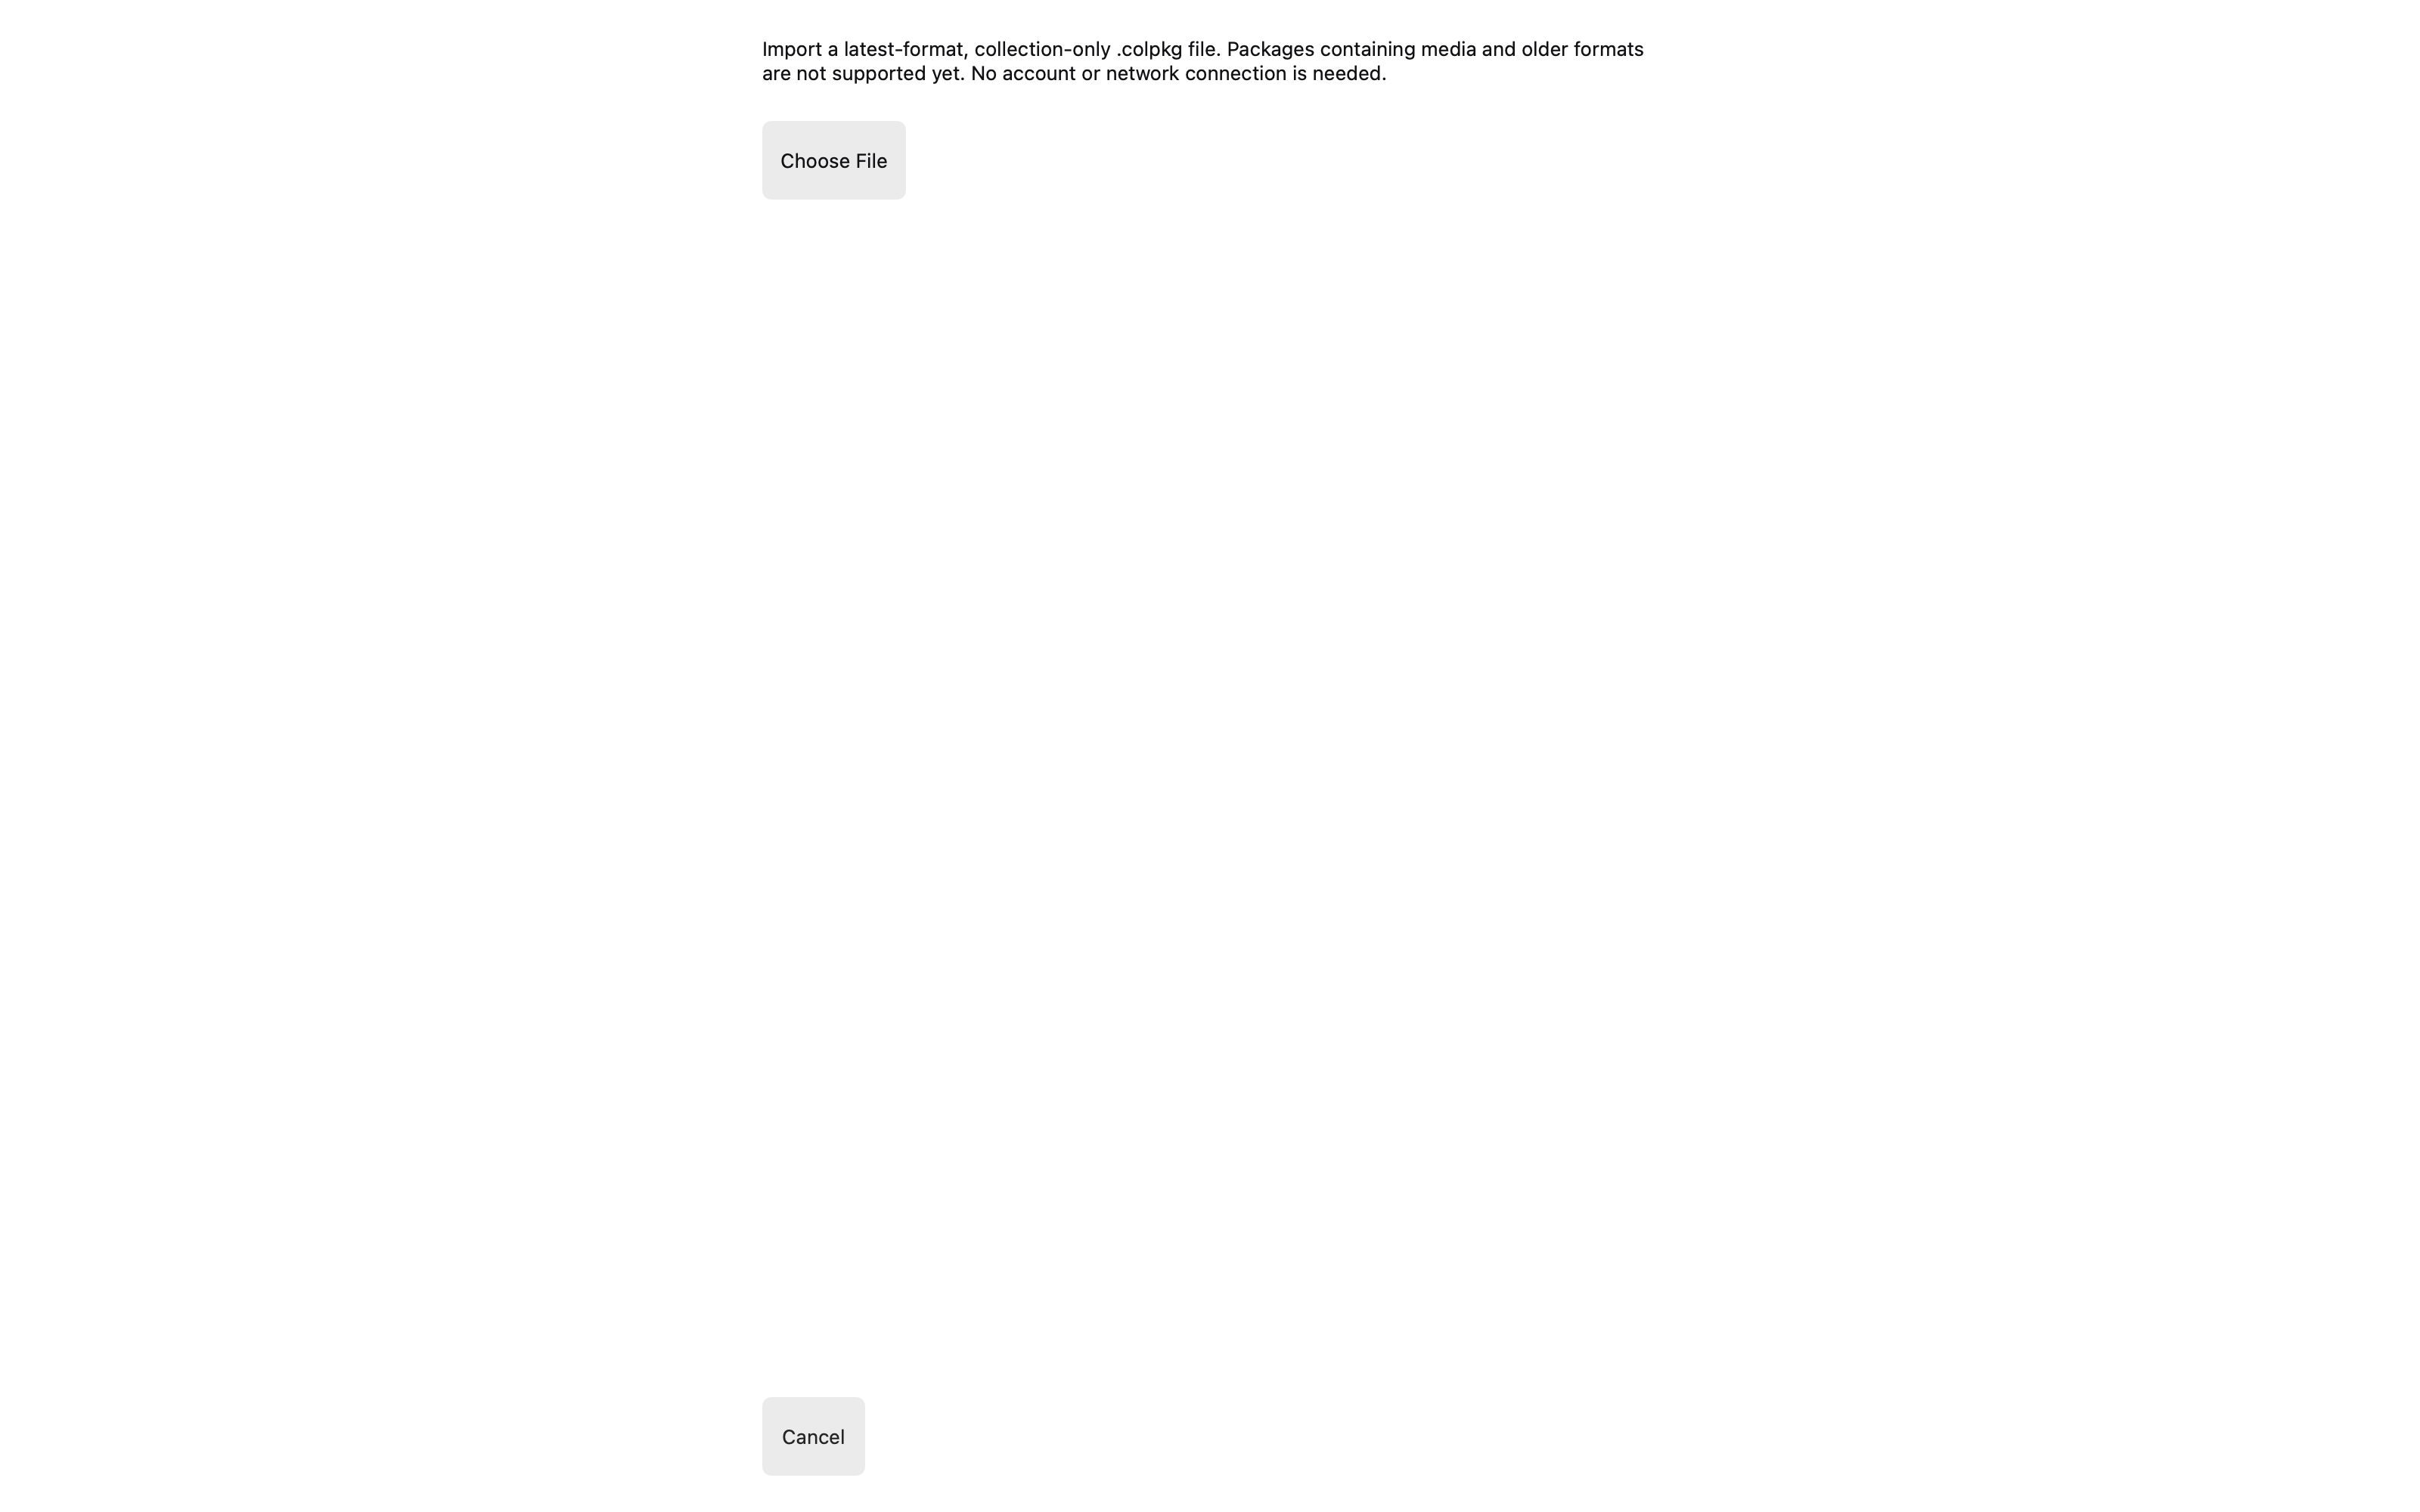 Import a latest-format, collection-only .colpkg file. Packages containing media and older formats
are not supported yet. No account or network connection is needed.
Choose File
Cancel